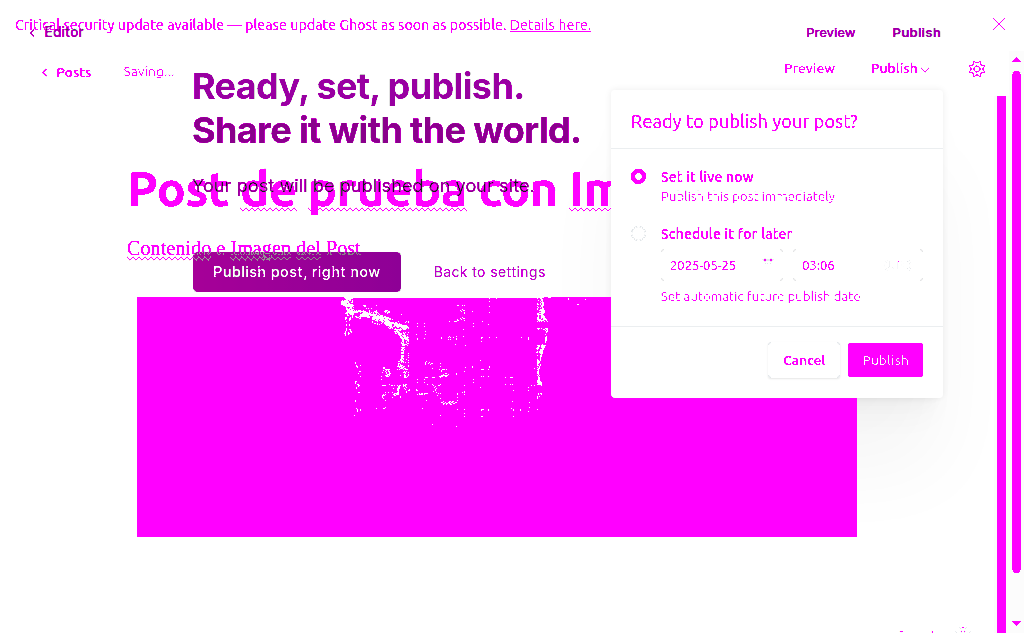 Critical security update available — please update Ghost as soon as possible. Details here.
Editor
Preview
Publish
Posts
Saving...
Preview
Publish
Ready, set, publish.
Share it with the world.
Ready to publish your post?
Set it live now
Publish this post immediately
Your post will be published on your site.
Post de prueba con Im
Schedule it for later
Contenido e Imagen del Post
2025-05-25
03:06
Publish post, right now
Back to settings
Set automatic future publish date
Cancel
Publish